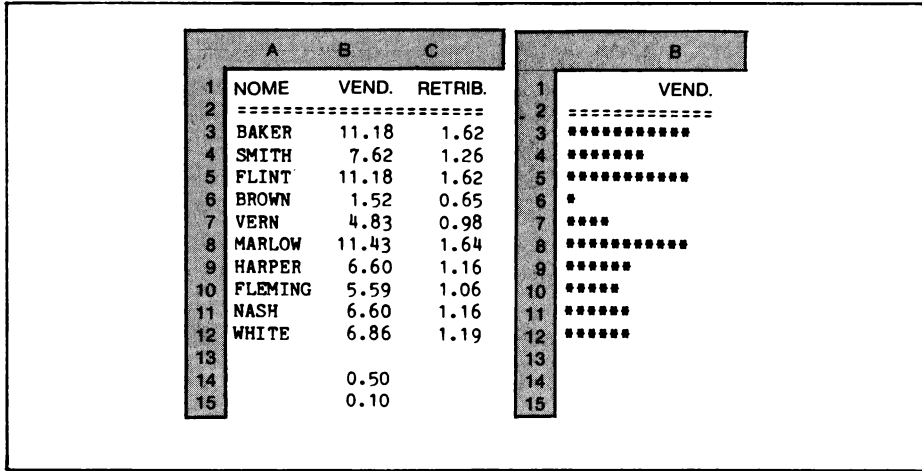 A B C
1 NOME VEND. RETRIB.
2 =======================
3 BAKER 11.18 1.62
4 SMITH 7.62 1.26
5 FLINT 11.18 1.62
6 BROWN 1.52 0.65
7 VERN 4.83 0.98
8 MARLOW 11.43 1.64
9 HARPER 6.60 1.16
10 FLEMING 5.59 1.06
11 NASH 6.60 1.16
12 WHITE 6.86 1.19
13
14 0.50
15 0.10
B
1 VEND.
2 =============
3 ***********
4 *******
5 ***********
6 *
7 ****
8 ***********
9 ******
10 *****
11 ******
12 ******
13
14
15